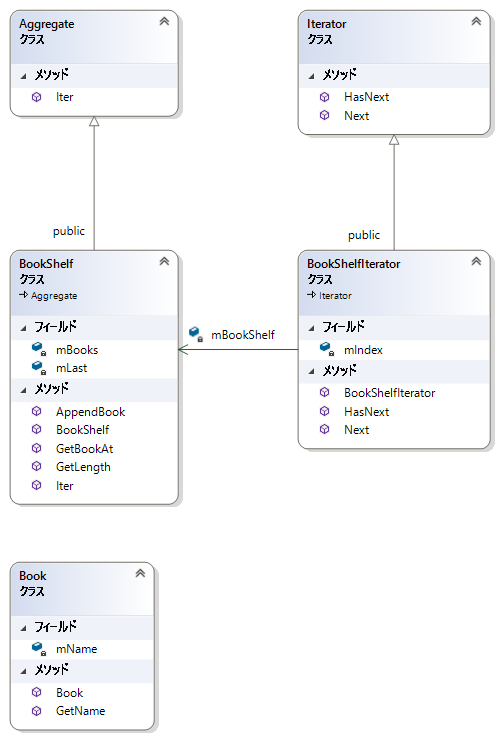 Aggregate
クラス
メソッド
Iter
Iterator
クラス
メソッド
HasNext
Next
public
public
BookShelf
クラス
Aggregate
フィールド
mBooks
mLast
メソッド
AppendBook
BookShelf
GetBookAt
GetLength
Iter
mBookShelf
BookShelfIterator
クラス
Iterator
フィールド
mIndex
メソッド
BookShelfIterator
HasNext
Next
Book
クラス
フィールド
mName
メソッド
Book
GetName